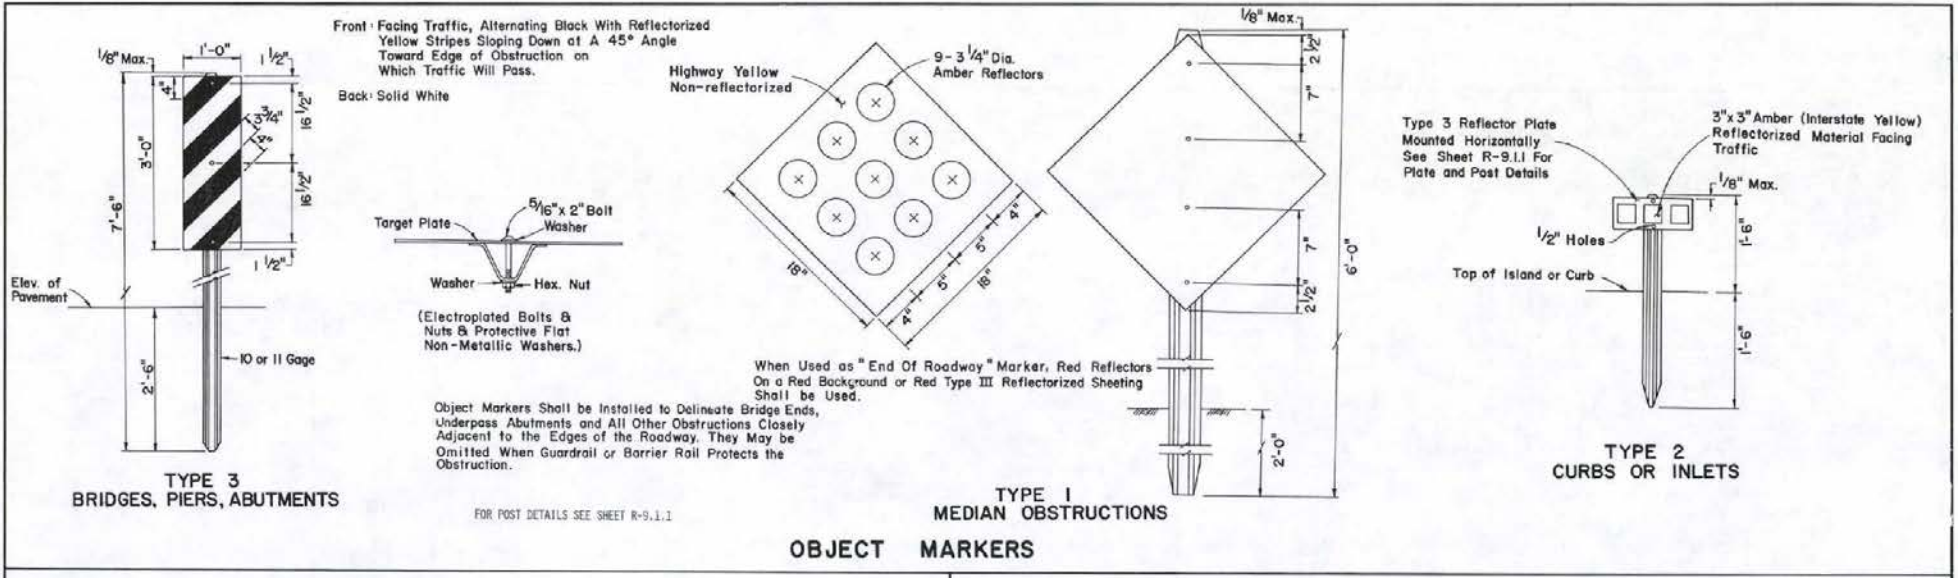 1/8" Max.
1'-0"
1 1/2"
4"
3 3/4"
4"
16 1/2"
16 1/2"
1 1/2"
3'-0"
7'-6"
Elev. of
Pavement
2'-6"
10 or 11 Gage
TYPE 3
BRIDGES, PIERS, ABUTMENTS
Front: Facing Traffic, Alternating Black With Reflectorized
Yellow Stripes Sloping Down at A 45° Angle
Toward Edge of Obstruction on
Which Traffic Will Pass.
Back: Solid White
5/16" x 2" Bolt
Target Plate
Washer
Washer
Hex. Nut
(Electroplated Bolts &
Nuts & Protective Flat
Non-Metallic Washers.)
Object Markers Shall be Installed to Delineate Bridge Ends,
Underpass Abutments and All Other Obstructions Closely
Adjacent to the Edges of the Roadway. They May be
Omitted When Guardrail or Barrier Rail Protects the
Obstruction.
FOR POST DETAILS SEE SHEET R-9.1.1
Highway Yellow
Non-reflectorized
9 - 3 1/4" Dia.
Amber Reflectors
18"
4"
5"
5"
4"
18"
When Used as "End Of Roadway" Marker, Red Reflectors
On a Red Background or Red Type III Reflectorized Sheeting
Shall be Used.
1/8" Max.
2 1/2"
7"
7"
2 1/2"
6'-0"
2'-0"
TYPE 1
MEDIAN OBSTRUCTIONS
Type 3 Reflector Plate
Mounted Horizontally
See Sheet R-9.1.1 For
Plate and Post Details
3" x 3" Amber (Interstate Yellow)
Reflectorized Material Facing
Traffic
1/8" Max.
1/2" Holes
1'-6"
Top of Island or Curb
1'-6"
TYPE 2
CURBS OR INLETS
OBJECT MARKERS